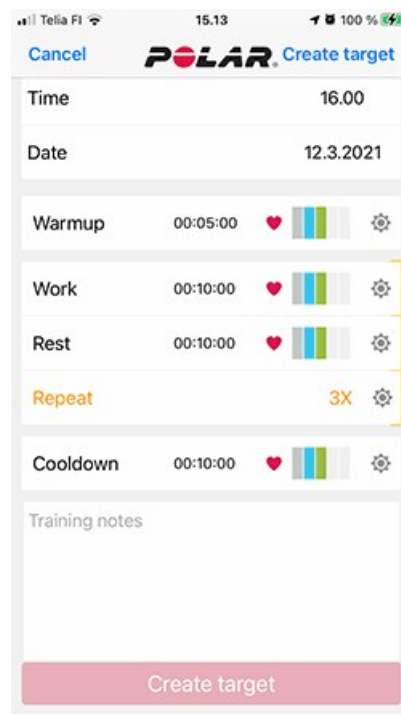 Telia FI 15.13 100 %
Cancel POLAR. Create target
Time 16.00
Date 12.3.2021
Warmup 00:05:00
Work 00:10:00
Rest 00:10:00
Repeat 3X
Cooldown 00:10:00
Training notes
Create target